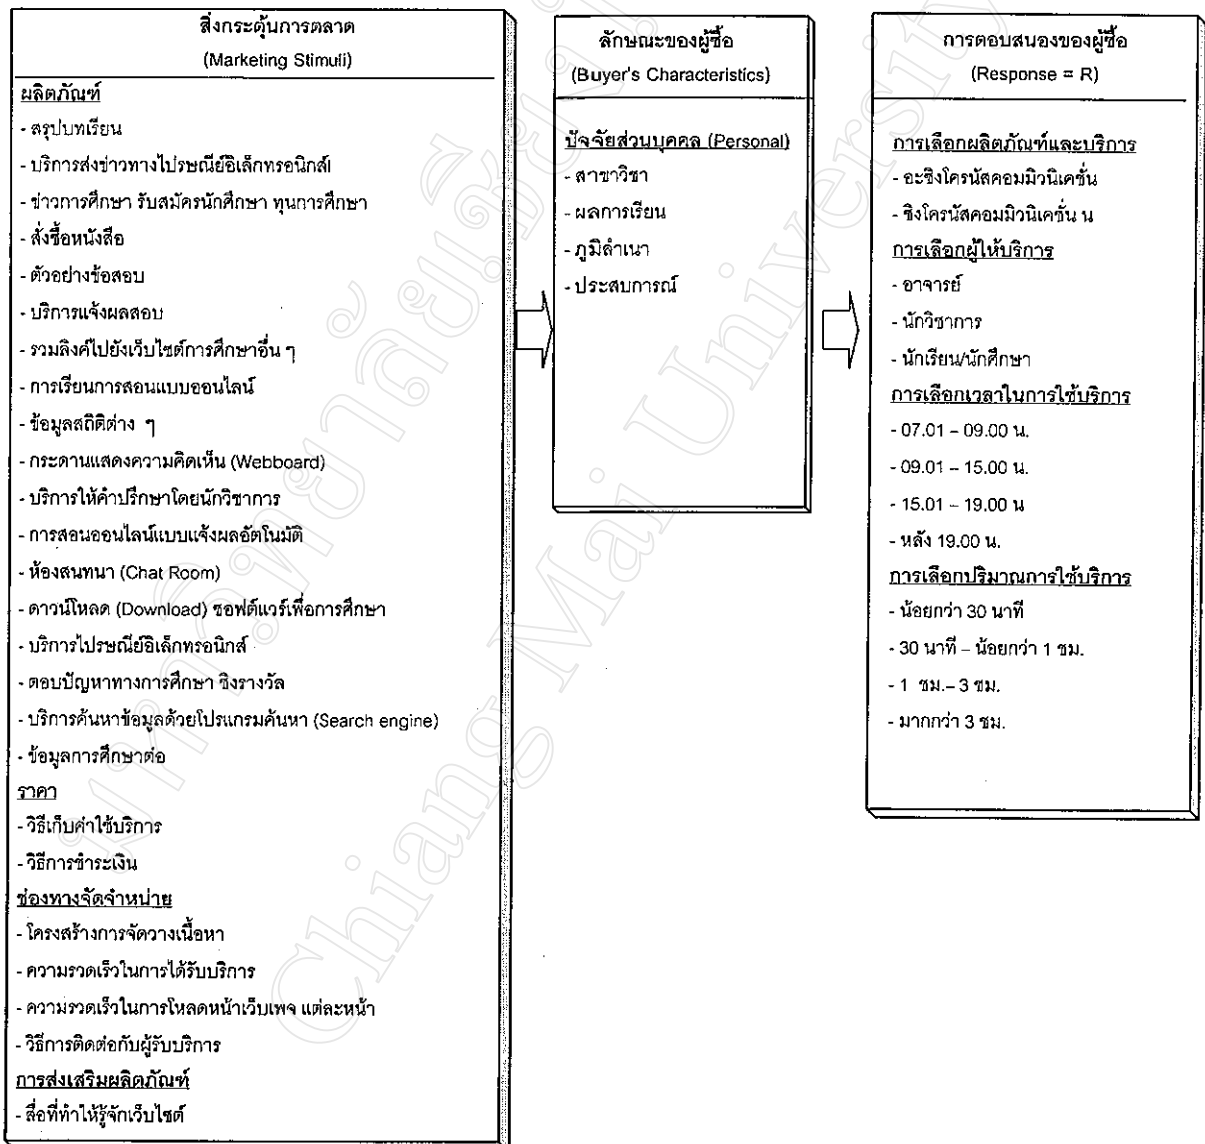 สิ่งกระตุ้นการตลาด
(Marketing Stimuli)
ผลิตภัณฑ์
- สรุปบทเรียน
- บริการส่งข่าวทางไปรษณีย์อิเล็กทรอนิกส์
- ข่าวการศึกษา รับสมัครนักศึกษา ทุนการศึกษา
- สั่งซื้อหนังสือ
- ตัวอย่างข้อสอบ
- บริการแจ้งผลสอบ
- รวมลิงค์ไปยังเว็บไซต์การศึกษาอื่น ๆ
- การเรียนการสอนแบบออนไลน์
- ข้อมูลสถิติต่าง ๆ
- กระดานแสดงความคิดเห็น (Webboard)
- บริการให้คำปรึกษาโดยนักวิชาการ
- การสอนออนไลน์แบบแจ้งผลอัตโนมัติ
- ห้องสนทนา (Chat Room)
- ดาวน์โหลด (Download) ซอฟต์แวร์เพื่อการศึกษา
- บริการไปรษณีย์อิเล็กทรอนิกส์
- ตอบปัญหาทางการศึกษา ชิงรางวัล
- บริการค้นหาข้อมูลด้วยโปรแกรมค้นหา (Search engine)
- ข้อมูลการศึกษาต่อ
ราคา
- วิธีเก็บค่าใช้บริการ
- วิธีการชำระเงิน
ช่องทางจัดจำหน่าย
- โครงสร้างการจัดวางเนื้อหา
- ความรวดเร็วในการได้รับบริการ
- ความรวดเร็วในการโหลดหน้าเว็บเพจ แต่ละหน้า
- วิธีการติดต่อกับผู้รับบริการ
การส่งเสริมผลิตภัณฑ์
- สื่อที่ทำให้รู้จักเว็บไซต์
ลักษณะของผู้ซื้อ
(Buyer's Characteristics)
ปัจจัยส่วนบุคคล (Personal)
- สาขาวิชา
- ผลการเรียน
- ภูมิลำเนา
- ประสบการณ์
การตอบสนองของผู้ซื้อ
(Response = R)
การเลือกผลิตภัณฑ์และบริการ
- อะซิงโครนัสคอมมิวนิเคชั่น
- ซิงโครนัสคอมมิวนิเคชั่น น
การเลือกผู้ให้บริการ
- อาจารย์
- นักวิชาการ
- นักเรียน/นักศึกษา
การเลือกเวลาในการใช้บริการ
- 07.01 – 09.00 น.
- 09.01 – 15.00 น.
- 15.01 – 19.00 น
- หลัง 19.00 น.
การเลือกปริมาณการใช้บริการ
- น้อยกว่า 30 นาที
- 30 นาที – น้อยกว่า 1 ชม.
- 1 ชม.– 3 ชม.
- มากกว่า 3 ชม.
มหาวิทยาลัยเชียงใหม่
Chiang Mai University